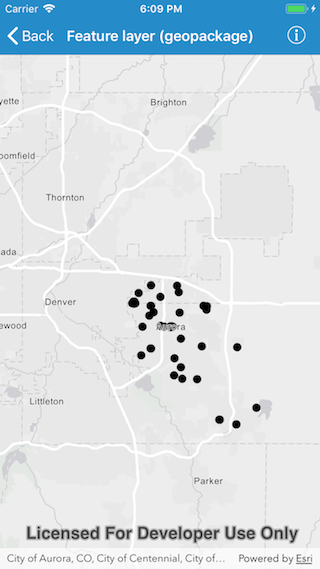 Carrier 6:09 PM
Back Feature layer (geopackage)
Brighton
yette
oomfield
Thornton
ada
Denver
Aurora
ewood
Littleton
Parker
Licensed For Developer Use Only
City of Aurora, CO, City of Centennial, City of... Powered by Esri